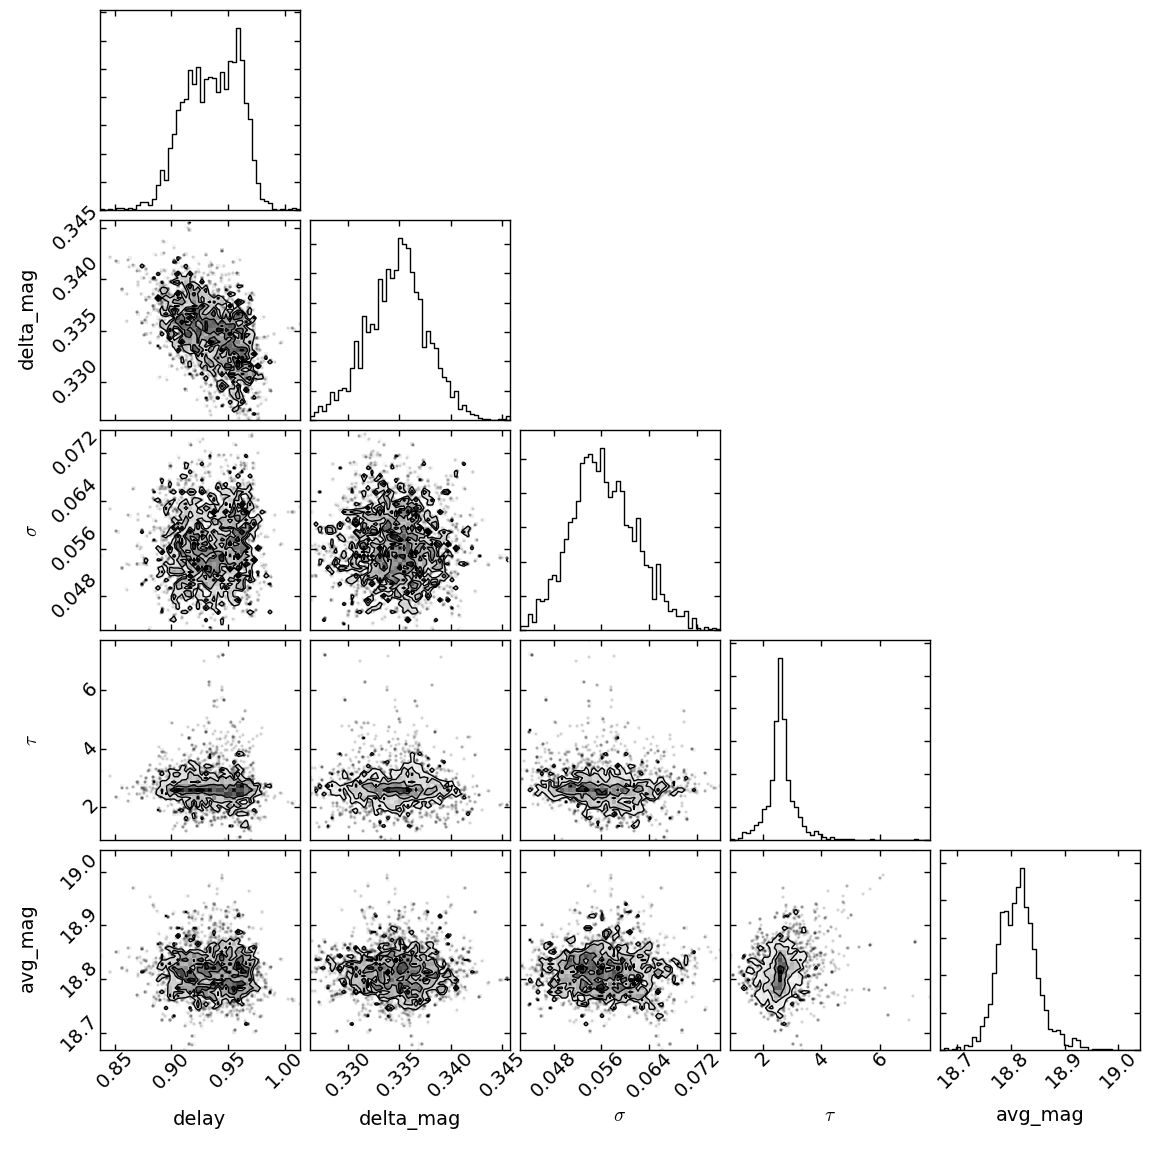 0.345
0.340
0.335
0.330
delta_mag
0.072
0.064
0.056
0.048
σ
6
4
2
τ
19.0
18.9
18.8
18.7
avg_mag
0.85 0.90 0.95 1.00
0.330 0.335 0.340 0.345
0.048 0.056 0.064 0.072
2 4 6
18.7 18.8 18.9 19.0
delay delta_mag σ τ avg_mag